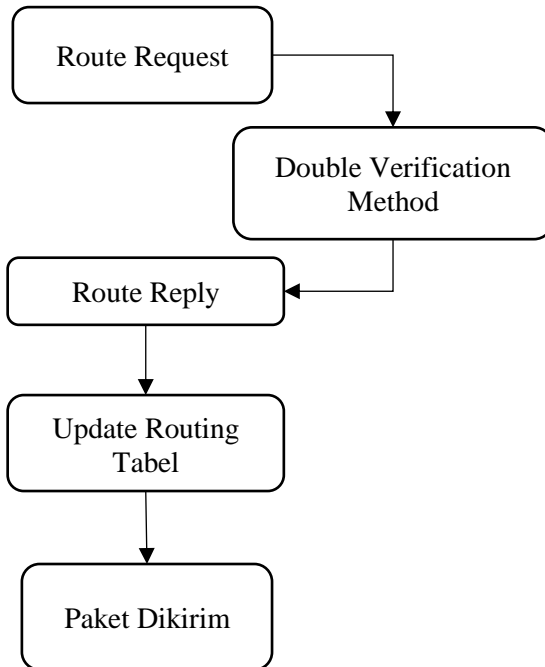 Route Request
Double Verification
Method
Route Reply
Update Routing
Tabel
Paket Dikirim